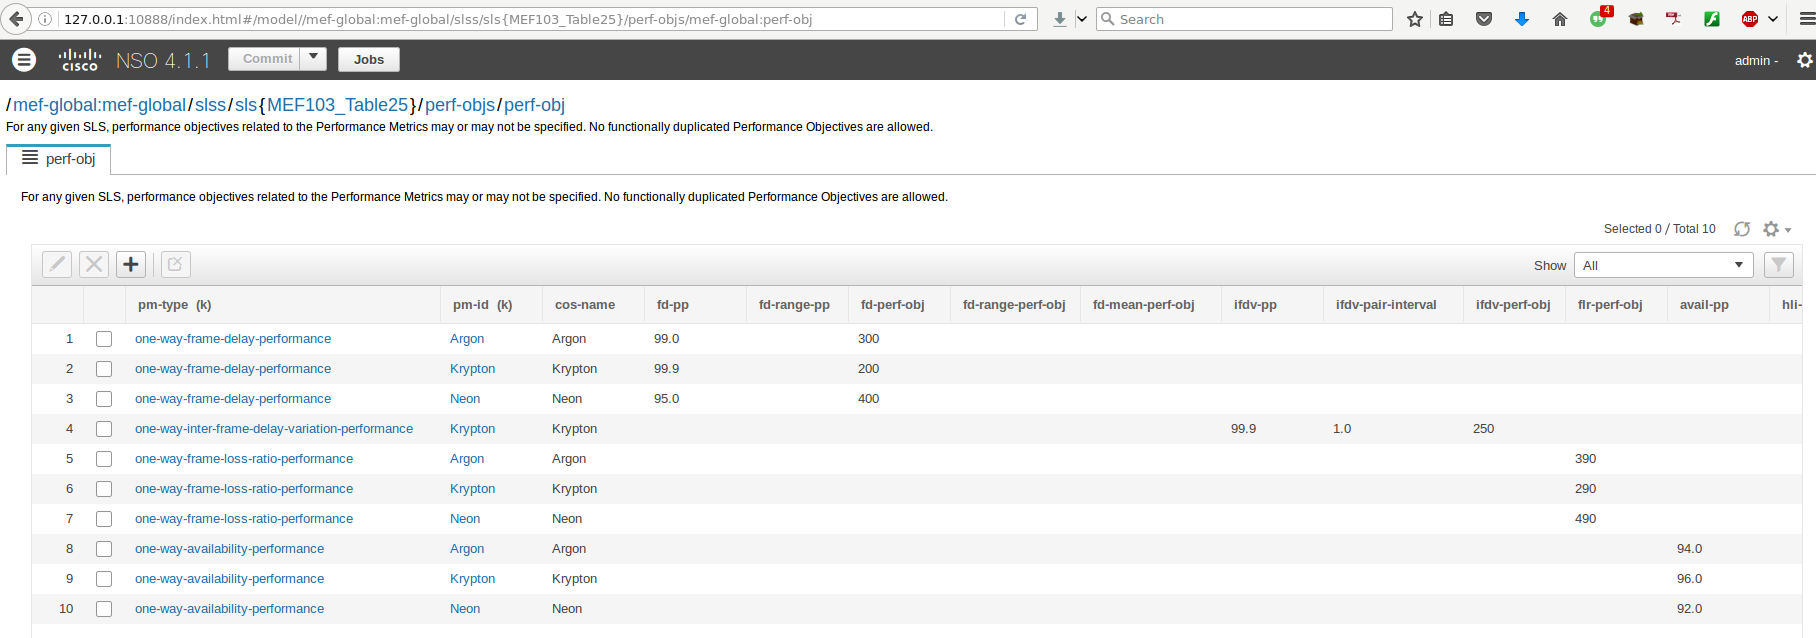 127.0.0.1:10888/index.html#/model//mef-global:mef-global/slss/sls{MEF103_Table25}/perf-objs/mef-global:perf-obj
Search
4
ABP
CISCO NSO 4.1.1 Commit Jobs admin -
/mef-global:mef-global/slss/sls{MEF103_Table25}/perf-objs/perf-obj
For any given SLS, performance objectives related to the Performance Metrics may or may not be specified. No functionally duplicated Performance Objectives are allowed.
perf-obj
For any given SLS, performance objectives related to the Performance Metrics may or may not be specified. No functionally duplicated Performance Objectives are allowed.
Selected 0 / Total 10
Show All
pm-type (k) pm-id (k) cos-name fd-pp fd-range-pp fd-perf-obj fd-range-perf-obj fd-mean-perf-obj ifdv-pp ifdv-pair-interval ifdv-perf-obj flr-perf-obj avail-pp hli-
1 one-way-frame-delay-performance Argon Argon 99.0 300
2 one-way-frame-delay-performance Krypton Krypton 99.9 200
3 one-way-frame-delay-performance Neon Neon 95.0 400
4 one-way-inter-frame-delay-variation-performance Krypton Krypton 99.9 1.0 250
5 one-way-frame-loss-ratio-performance Argon Argon 390
6 one-way-frame-loss-ratio-performance Krypton Krypton 290
7 one-way-frame-loss-ratio-performance Neon Neon 490
8 one-way-availability-performance Argon Argon 94.0
9 one-way-availability-performance Krypton Krypton 96.0
10 one-way-availability-performance Neon Neon 92.0